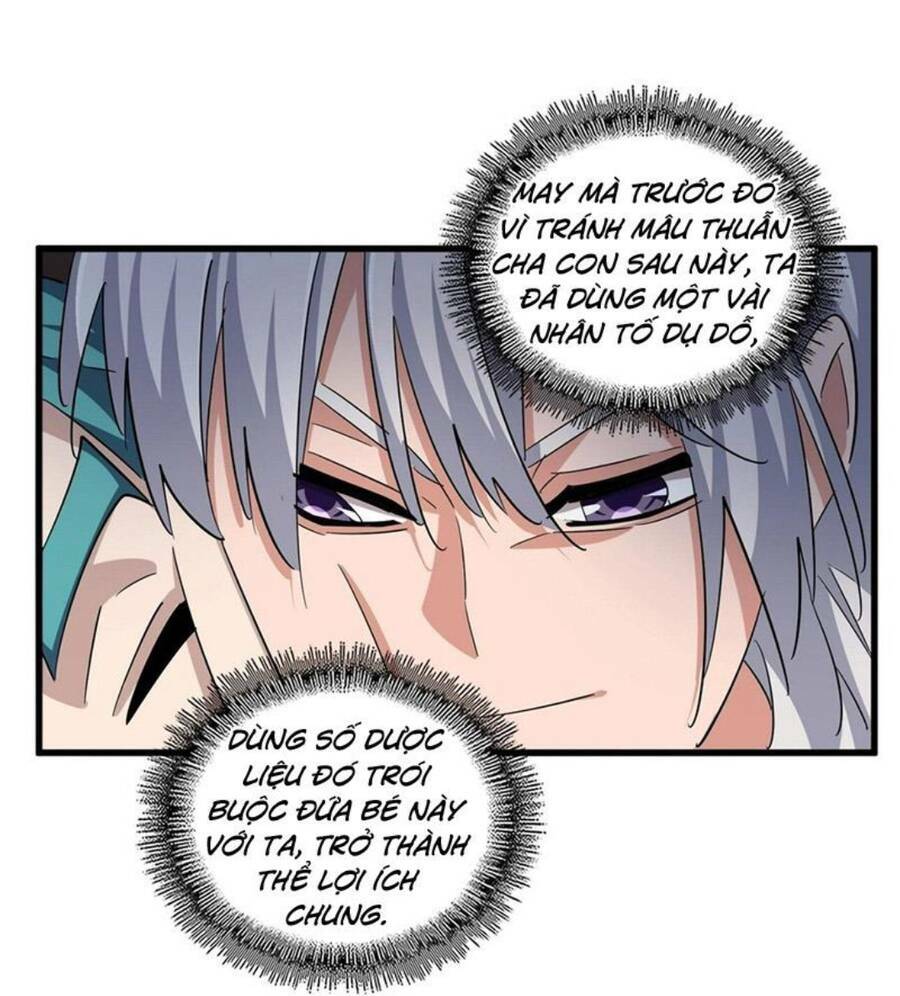 MAY MÀ TRƯỚC ĐÓ
VÌ TRÁNH MÂU THUẪN
CHA CON SAU NÀY, TA
ĐÃ DÙNG MỘT VÀI
NHÂN TỐ DỤ DỖ,
DÙNG SỐ DƯỢC
LIỆU ĐÓ TRÓI
BUỘC ĐỨA BÉ NÀY
VỚI TA, TRỞ THÀNH
THỂ LỢI ÍCH
CHUNG.